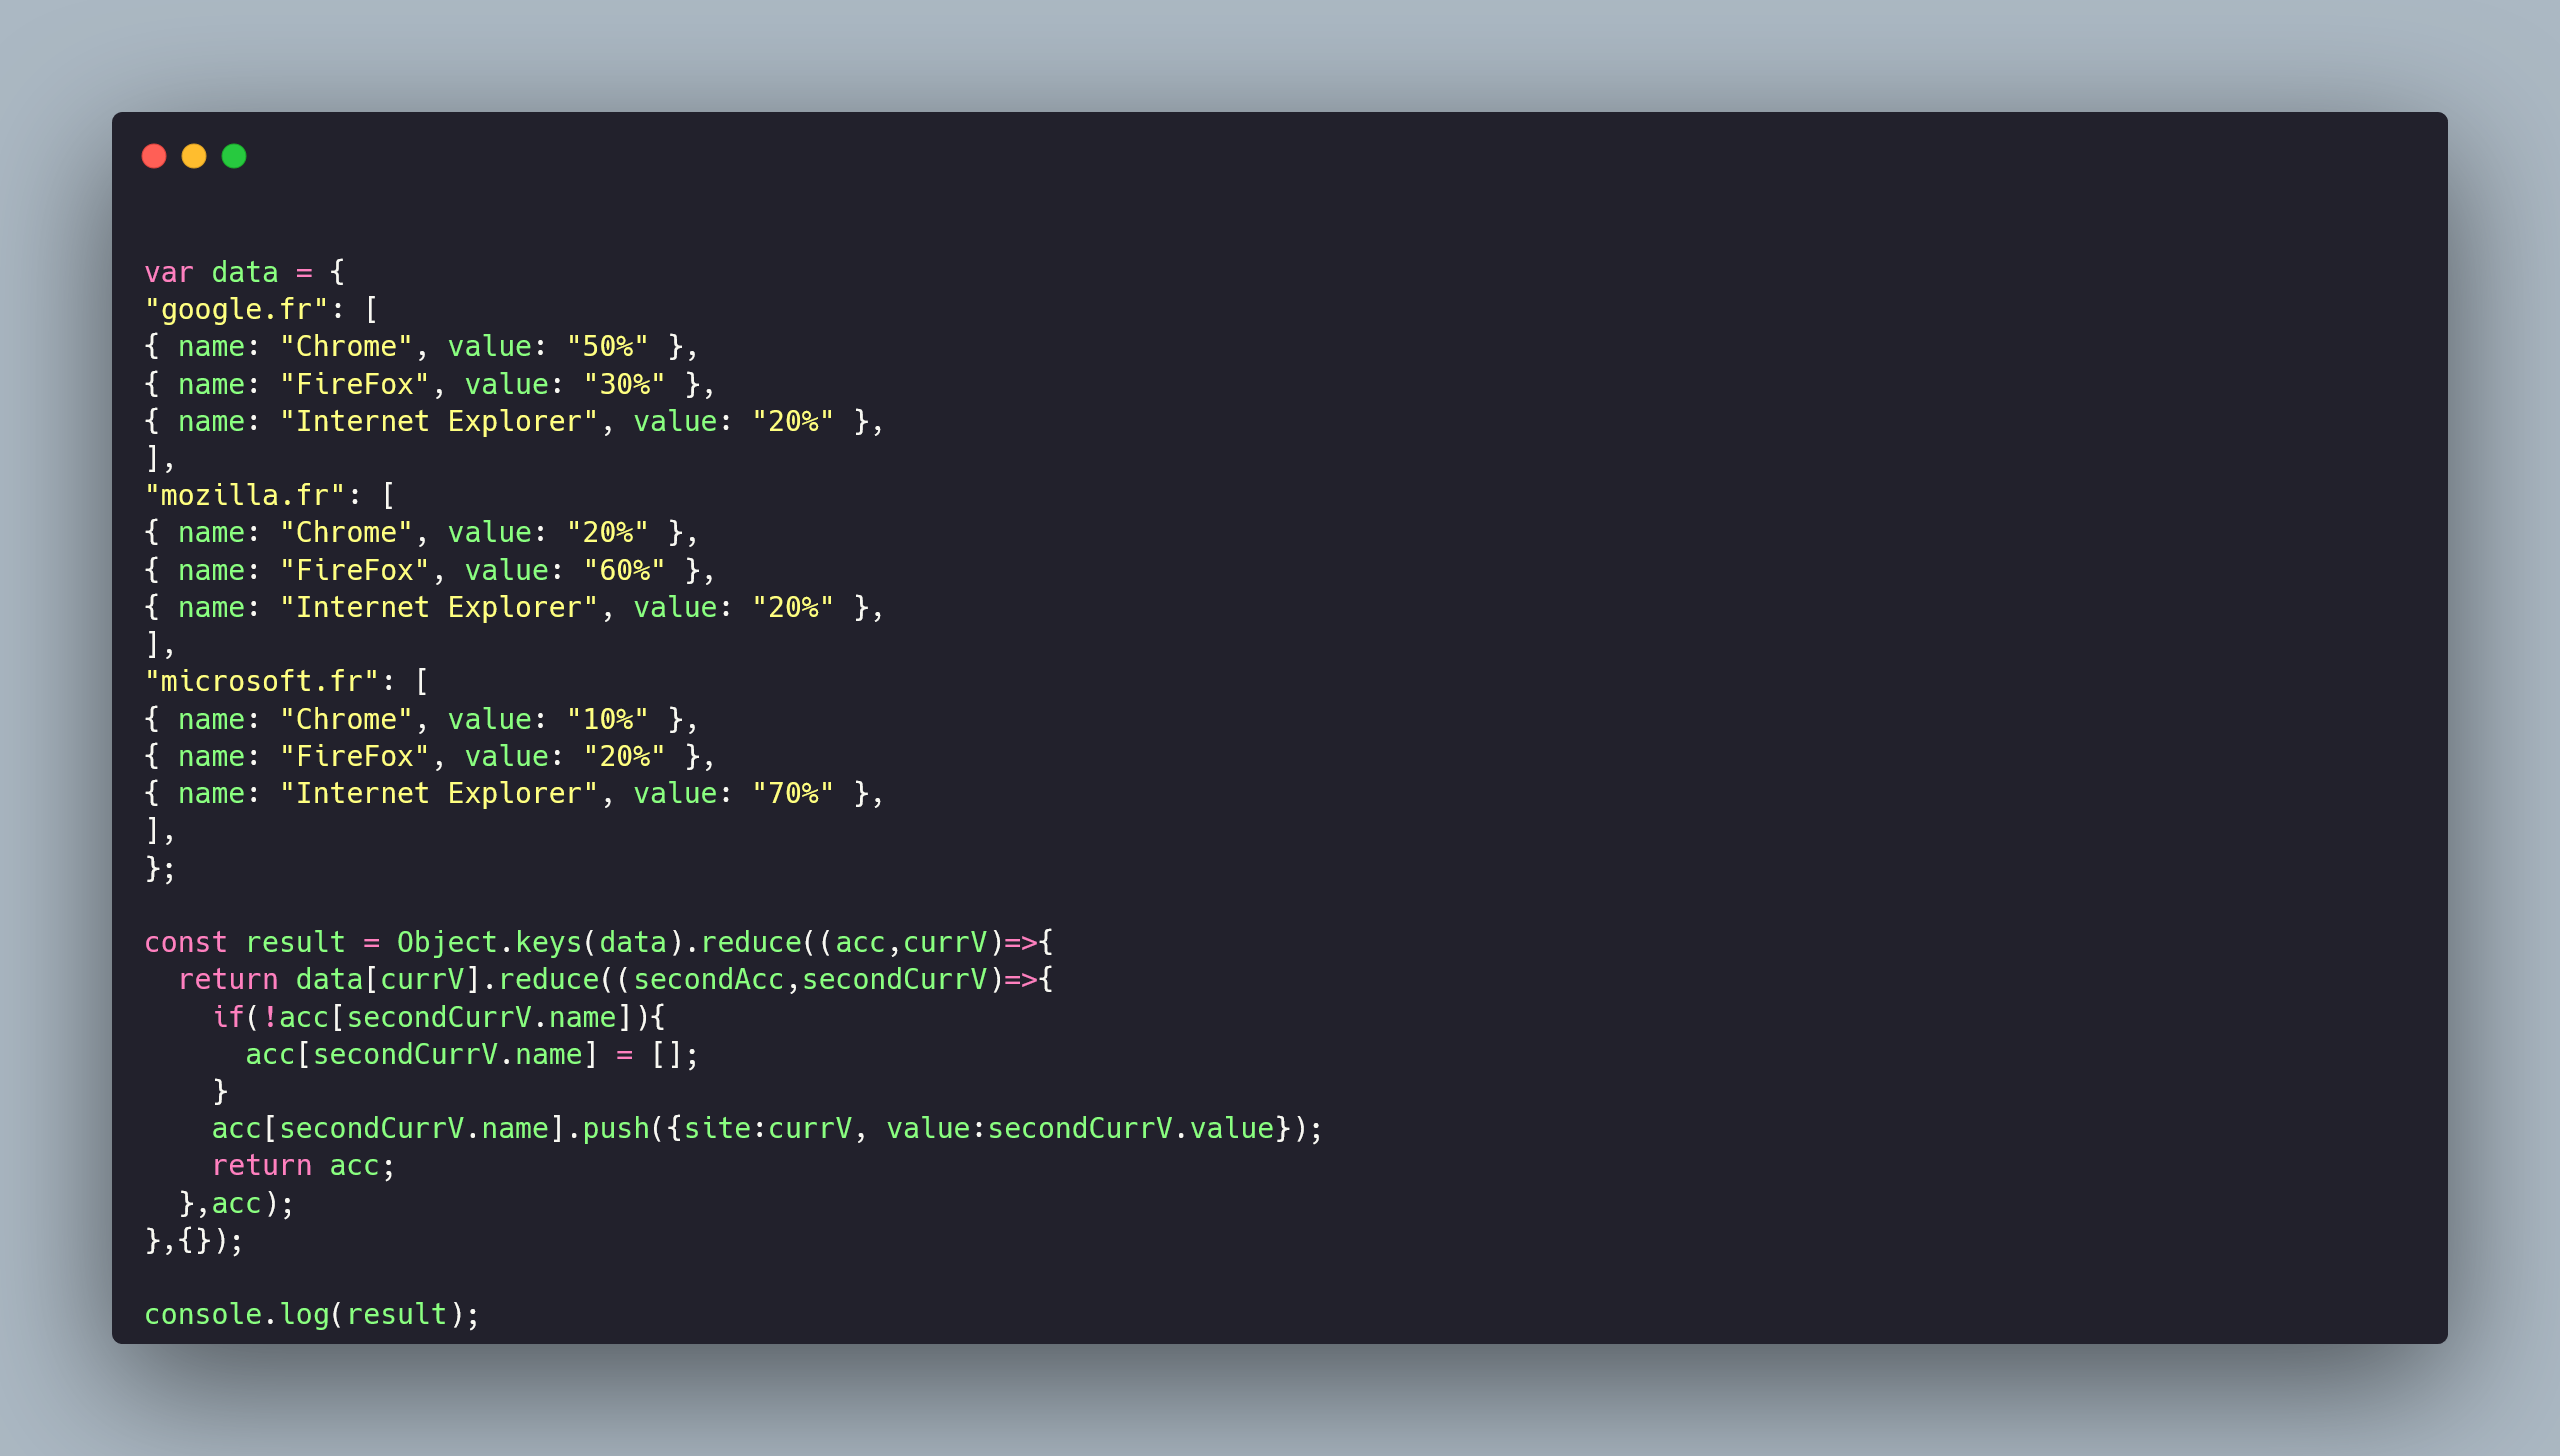 var data = {
"google.fr": [
{ name: "Chrome", value: "50%" },
{ name: "FireFox", value: "30%" },
{ name: "Internet Explorer", value: "20%" },
],
"mozilla.fr": [
{ name: "Chrome", value: "20%" },
{ name: "FireFox", value: "60%" },
{ name: "Internet Explorer", value: "20%" },
],
"microsoft.fr": [
{ name: "Chrome", value: "10%" },
{ name: "FireFox", value: "20%" },
{ name: "Internet Explorer", value: "70%" },
],
};

const result = Object.keys(data).reduce((acc,currV)=>{
  return data[currV].reduce((secondAcc,secondCurrV)=>{
    if(!acc[secondCurrV.name]){
      acc[secondCurrV.name] = [];
    }
    acc[secondCurrV.name].push({site:currV, value:secondCurrV.value});
    return acc;
  },acc);
},{});

console.log(result);